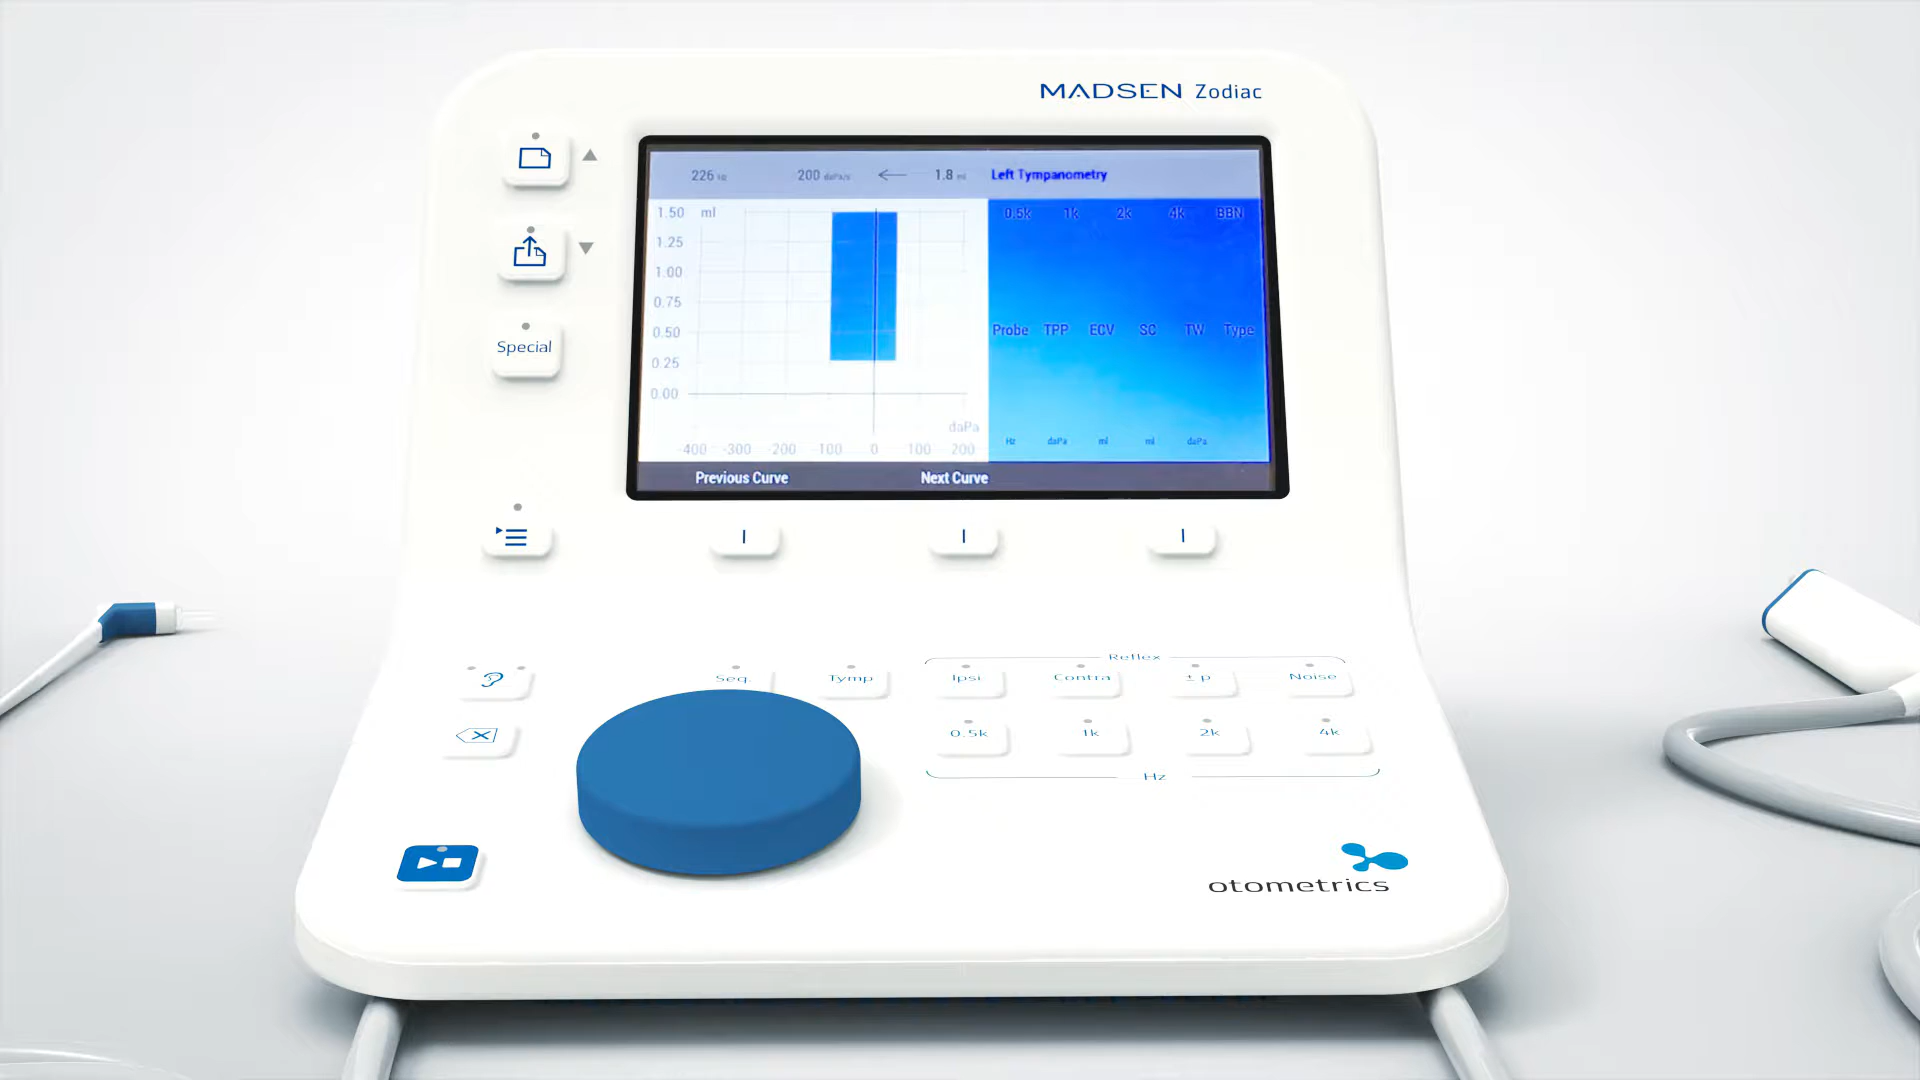 MADSEN Zodiac
226 Hz 200 daPa/s 1.8 ml Left Tympanometry
1.50 ml
1.25
1.00
0.75
0.50
0.25
0.00
daPa
-400 -300 -200 -100 0 100 200
0.5k 1k 2k 4k BBN
Probe TPP ECV SC TW Type
Hz daPa ml ml daPa
Previous Curve Next Curve
Special
Reflex
Seq. Tymp Ipsi Contra ± p Noise
0.5k 1k 2k 4k
Hz
otometrics